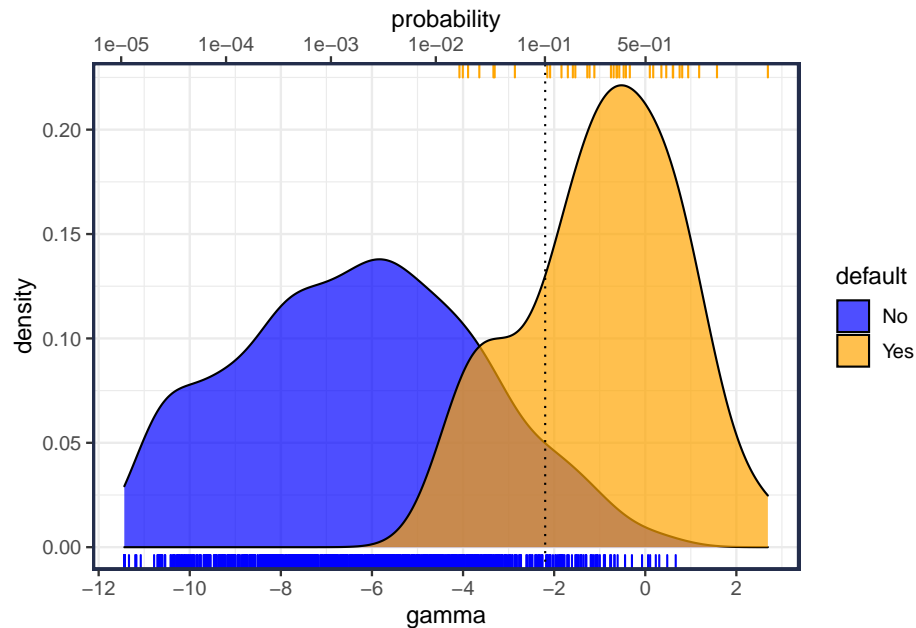 probability
1e−05 1e−04 1e−03 1e−02 1e−01 5e−01
0.20
0.15
0.10
0.05
0.00
density
−12 −10 −8 −6 −4 −2 0 2
gamma
default
No
Yes